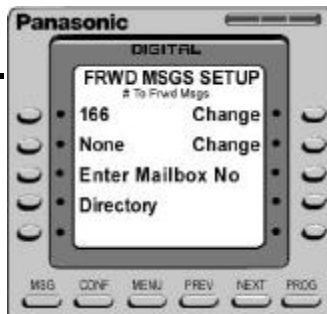 Panasonic
DIGITAL
FRWD MSGS SETUP
# To Frwd Msgs
166 Change
None Change
Enter Mailbox No
Directory
MSG CONF MENU PREV NEXT PROG